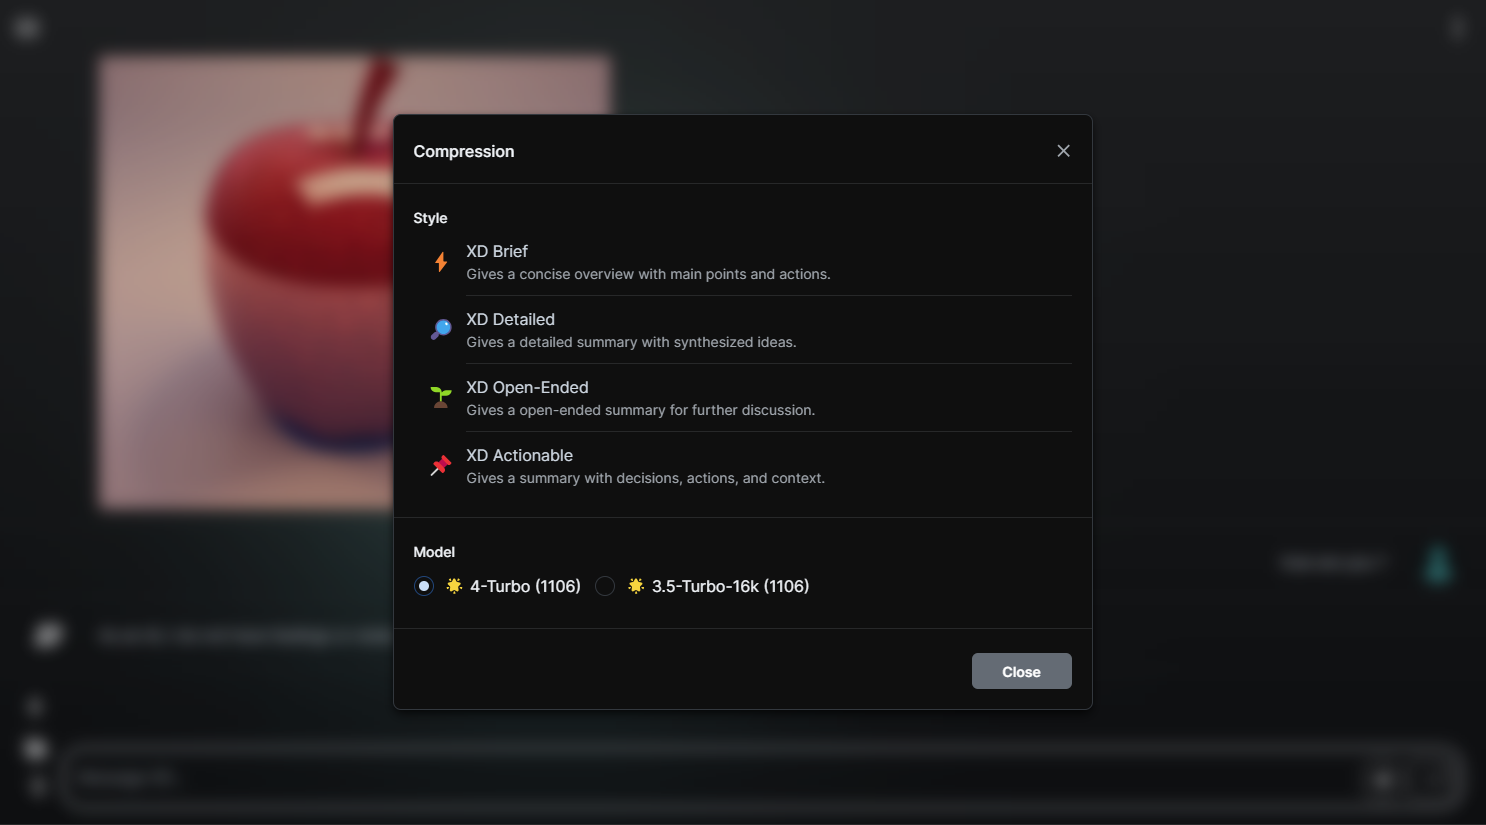 Compression
Style
XD Brief
Gives a concise overview with main points and actions.
XD Detailed
Gives a detailed summary with synthesized ideas.
XD Open-Ended
Gives a open-ended summary for further discussion.
XD Actionable
Gives a summary with decisions, actions, and context.
Model
4-Turbo (1106) 3.5-Turbo-16k (1106)
Close